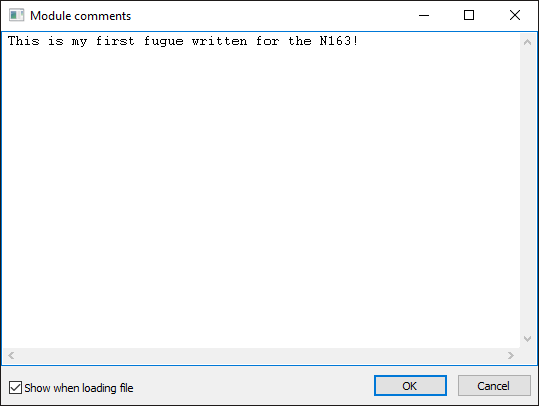 Module comments
This is my first fugue written for the N163!
Show when loading file
OK
Cancel